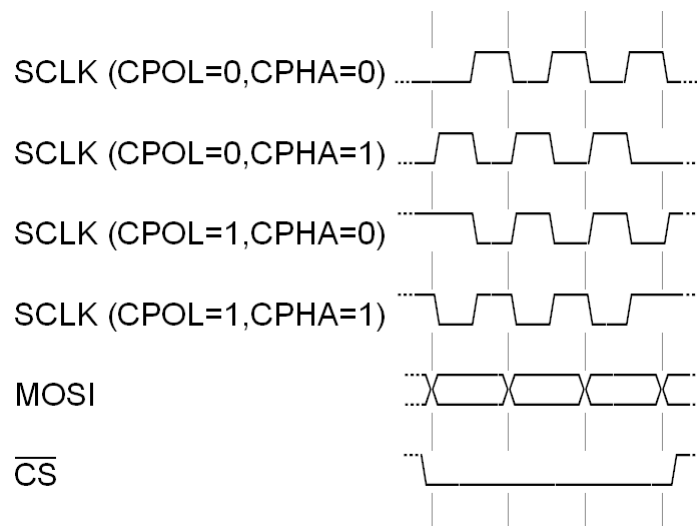 SCLK (CPOL=0,CPHA=0)
SCLK (CPOL=0,CPHA=1)
SCLK (CPOL=1,CPHA=0)
SCLK (CPOL=1,CPHA=1)
MOSI
C̅S̅